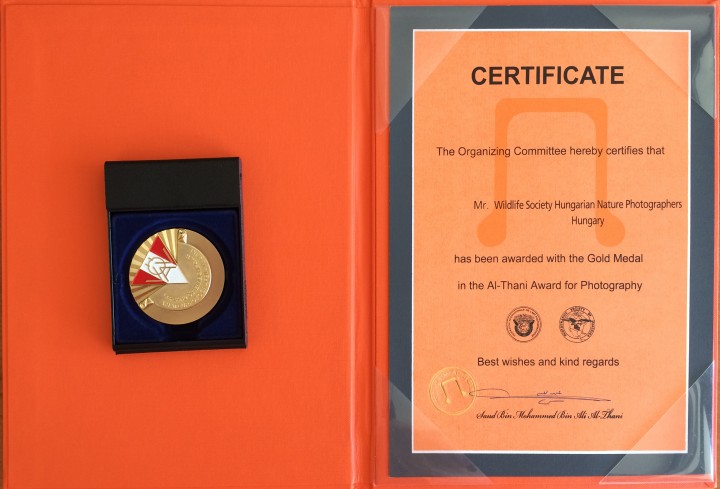 CERTIFICATE
The Organizing Committee hereby certifies that
Mr. Wildlife Society Hungarian Nature Photographers
Hungary
has been awarded with the Gold Medal
in the Al-Thani Award for Photography
Best wishes and kind regards
Saud Bin Mohammed Bin Ali Al-Thani